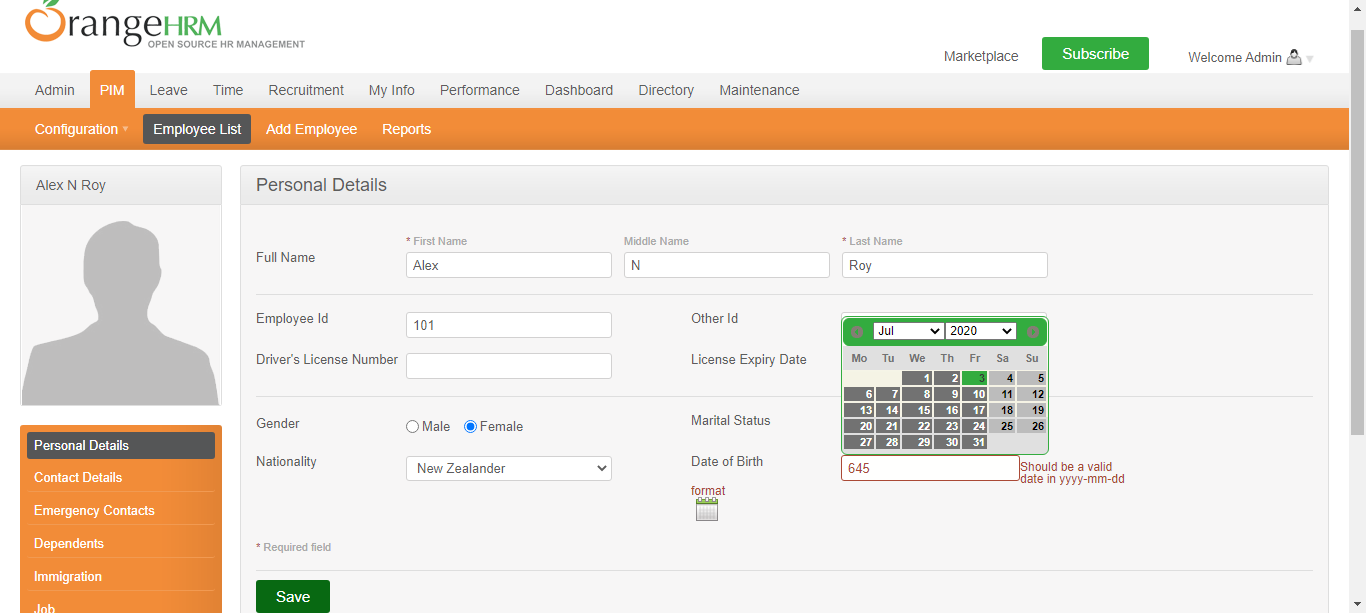 OrangeHRM
OPEN SOURCE HR MANAGEMENT
Marketplace Subscribe Welcome Admin
Admin PIM Leave Time Recruitment My Info Performance Dashboard Directory Maintenance
Configuration Employee List Add Employee Reports
Alex N Roy
Personal Details
Contact Details
Emergency Contacts
Dependents
Immigration
Job
Personal Details
* First Name Middle Name * Last Name
Full Name Alex N Roy
Employee Id 101 Other Id
Driver's License Number License Expiry Date
Jul 2020
Mo Tu We Th Fr Sa Su
1 2 3 4 5
6 7 8 9 10 11 12
13 14 15 16 17 18 19
20 21 22 23 24 25 26
27 28 29 30 31
Gender Male Female Marital Status
Nationality New Zealander Date of Birth 645 Should be a valid
date in yyyy-mm-dd
format
* Required field
Save